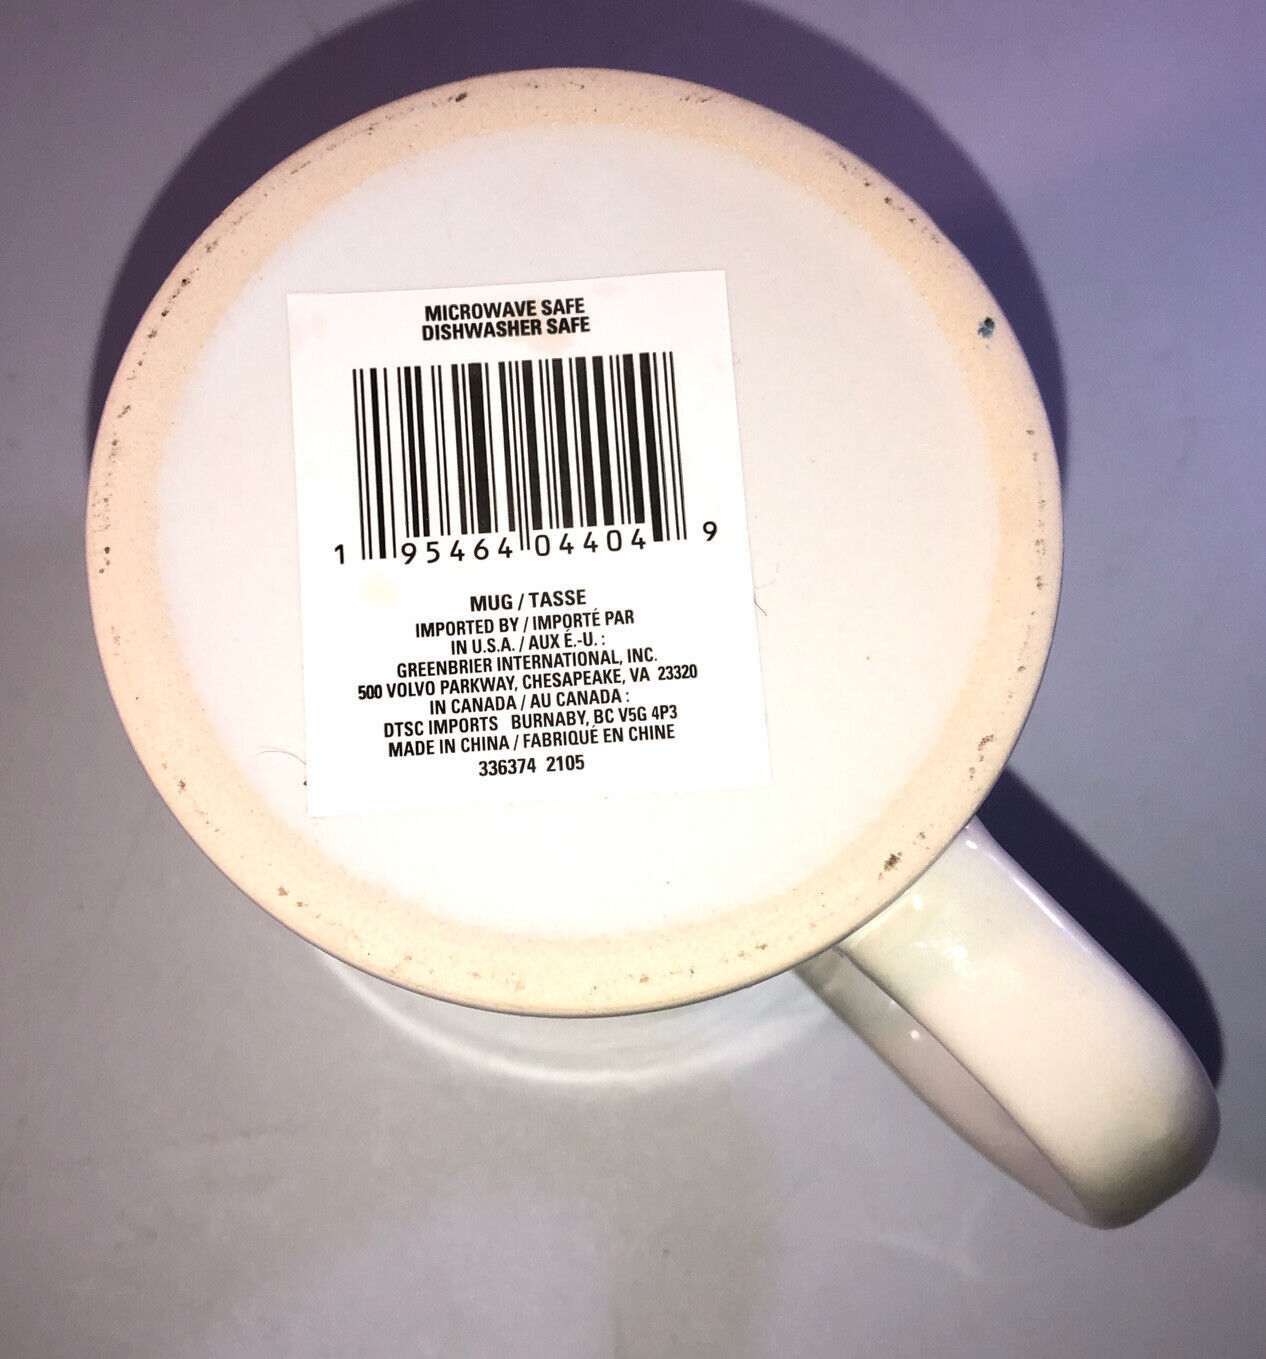 MICROWAVE SAFE
DISHWASHER SAFE
1 95464 04404 9
MUG / TASSE
IMPORTED BY / IMPORTÉ PAR
IN U.S.A. / AUX É.-U. :
GREENBRIER INTERNATIONAL, INC.
500 VOLVO PARKWAY, CHESAPEAKE, VA 23320
IN CANADA / AU CANADA :
DTSC IMPORTS BURNABY, BC V5G 4P3
MADE IN CHINA / FABRIQUÉ EN CHINE
336374 2105